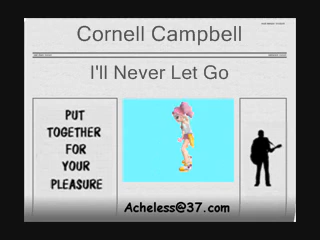 Cornell Campbell
I'll Never Let Go
PUT
TOGETHER
FOR
YOUR
PLEASURE
Acheless@37.com